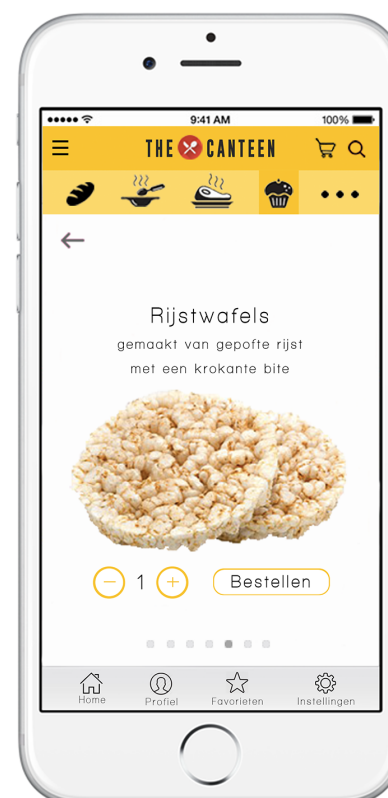 9:41 AM 100%
THE CANTEEN
Rijstwafels
gemaakt van gepofte rijst
met een krokante bite
1 Bestellen
Home Profiel Favorieten Instellingen